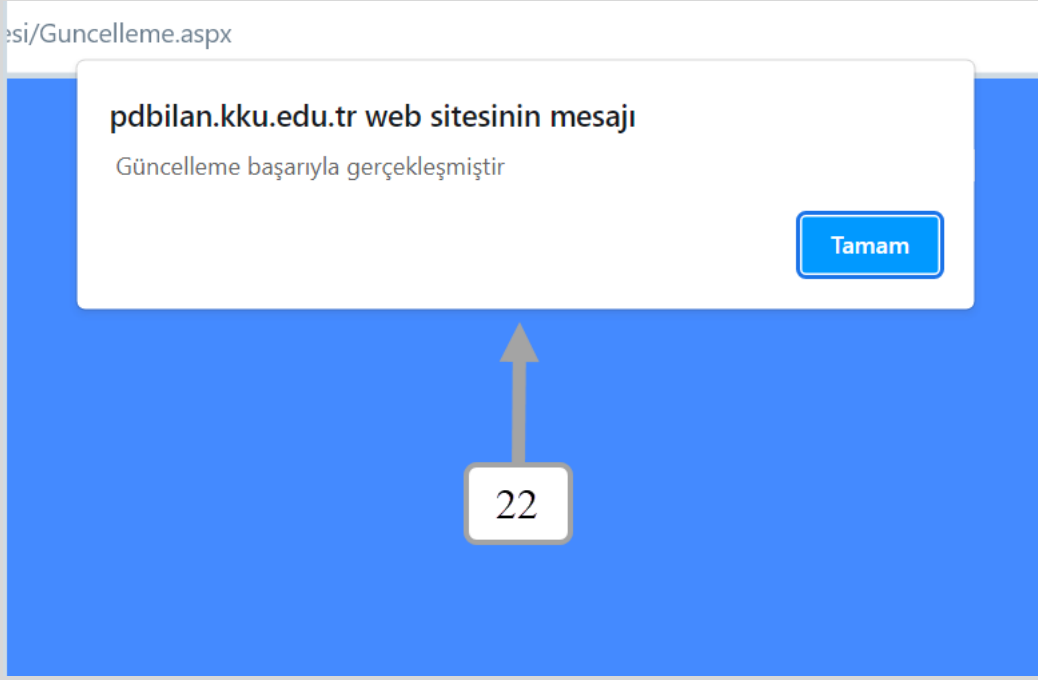 esi/Guncelleme.aspx
pdbilan.kku.edu.tr web sitesinin mesajı
Güncelleme başarıyla gerçekleşmiştir
Tamam
22